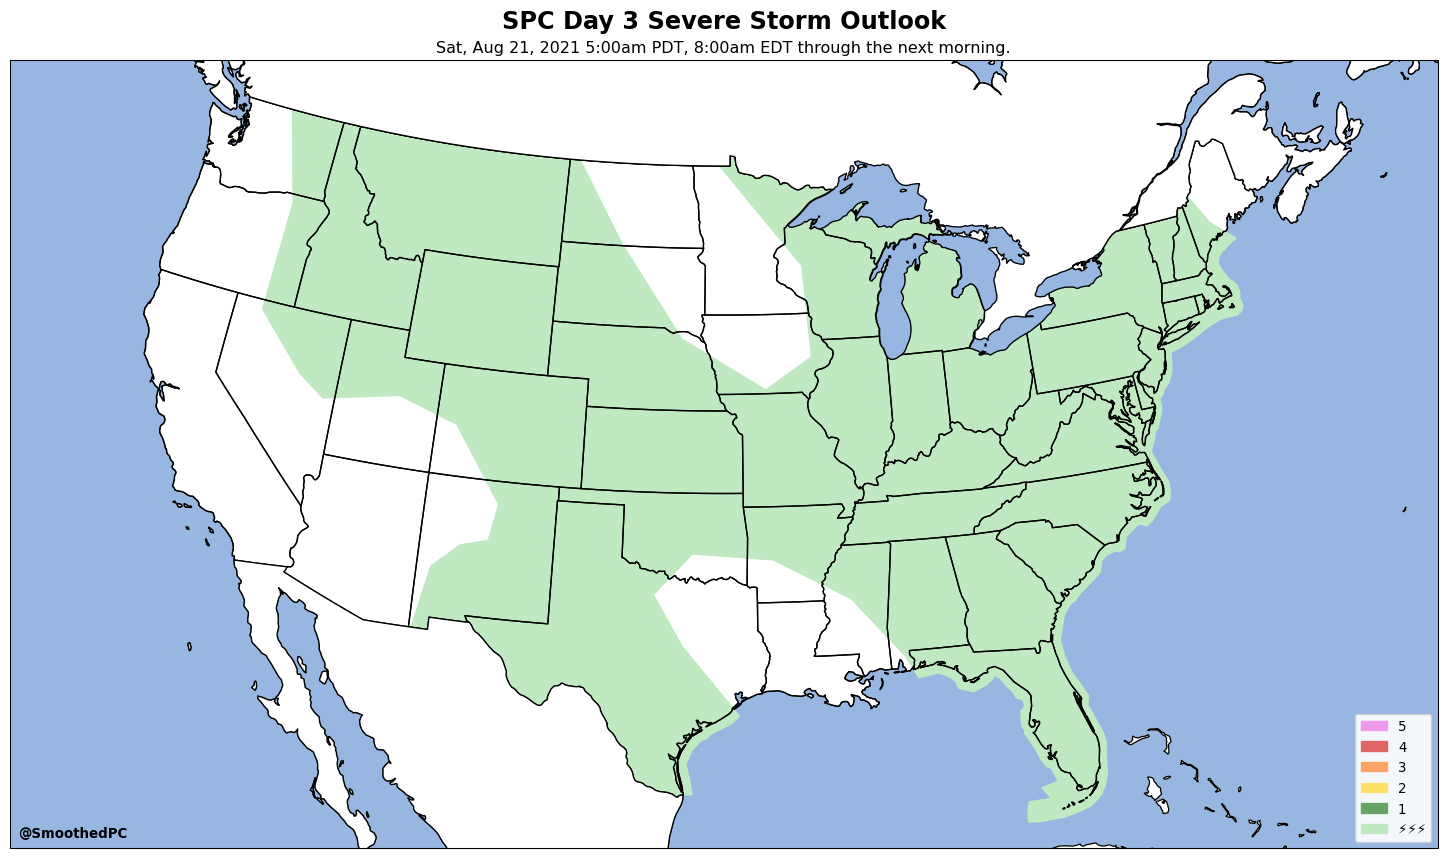 SPC Day 3 Severe Storm Outlook
Sat, Aug 21, 2021 5:00am PDT, 8:00am EDT through the next morning.
5
4
3
2
1
⚡⚡⚡
@SmoothedPC